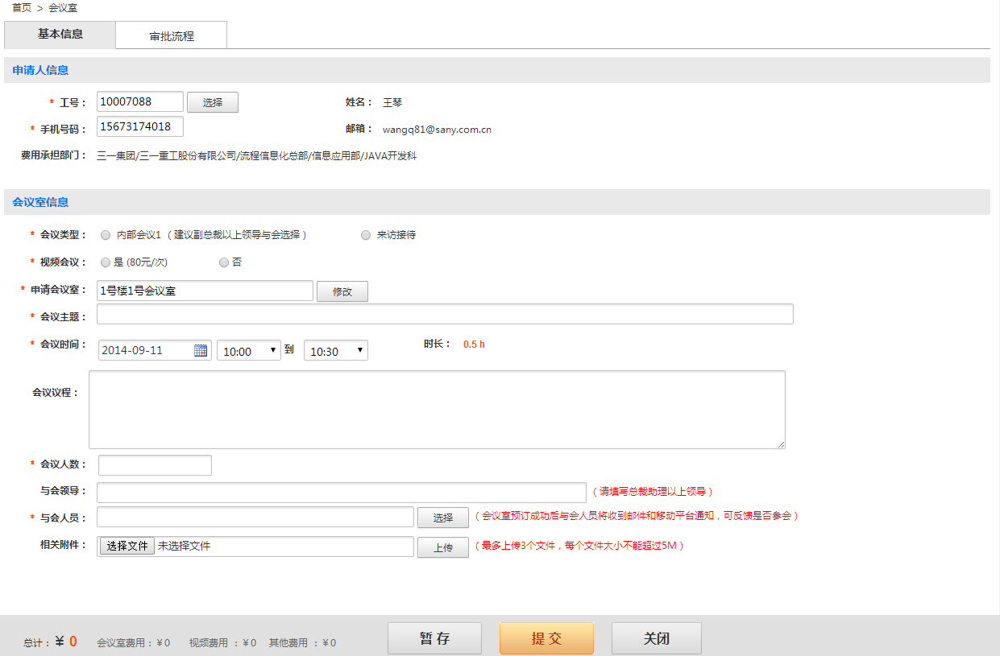 首页 > 会议室
基本信息 审批流程
申请人信息
* 工号： 10007088 选择 姓名： 王琴
* 手机号码： 15673174018 邮箱： wangq81@sany.com.cn
费用承担部门： 三一集团/三一重工股份有限公司/流程信息化总部/信息应用部/JAVA开发科
会议室信息
* 会议类型： 内部会议1 （ 建议副总裁以上领导与会选择 ） 来访接待
* 视频会议： 是 (80元/次) 否
* 申请会议室： 1号楼1号会议室 修改
* 会议主题：
* 会议时间： 2014-09-11 10:00 到 10:30 时长： 0.5 h
会议议程：
* 会议人数：
与会领导： （ 请填写总裁助理以上领导 ）
* 与会人员： 选择 （ 会议室预订成功后与会人员将收到邮件和移动平台通知，可反馈是否参会 ）
相关附件： 选择文件 未选择文件 上传 （ 最多上传3个文件，每个文件大小不能超过5M ）
总计：¥ 0 会议室费用：¥ 0 视频费用 ：¥ 0 其他费用 ：¥ 0 暂 存 提 交 关闭